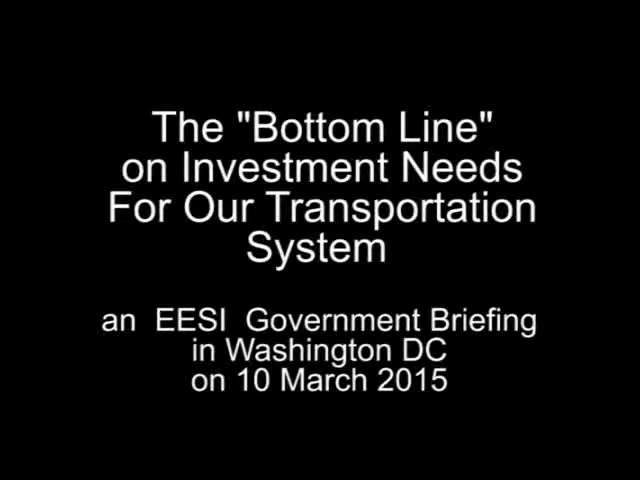 The "Bottom Line"
on Investment Needs
For Our Transportation
System
an EESI Government Briefing
in Washington DC
on 10 March 2015